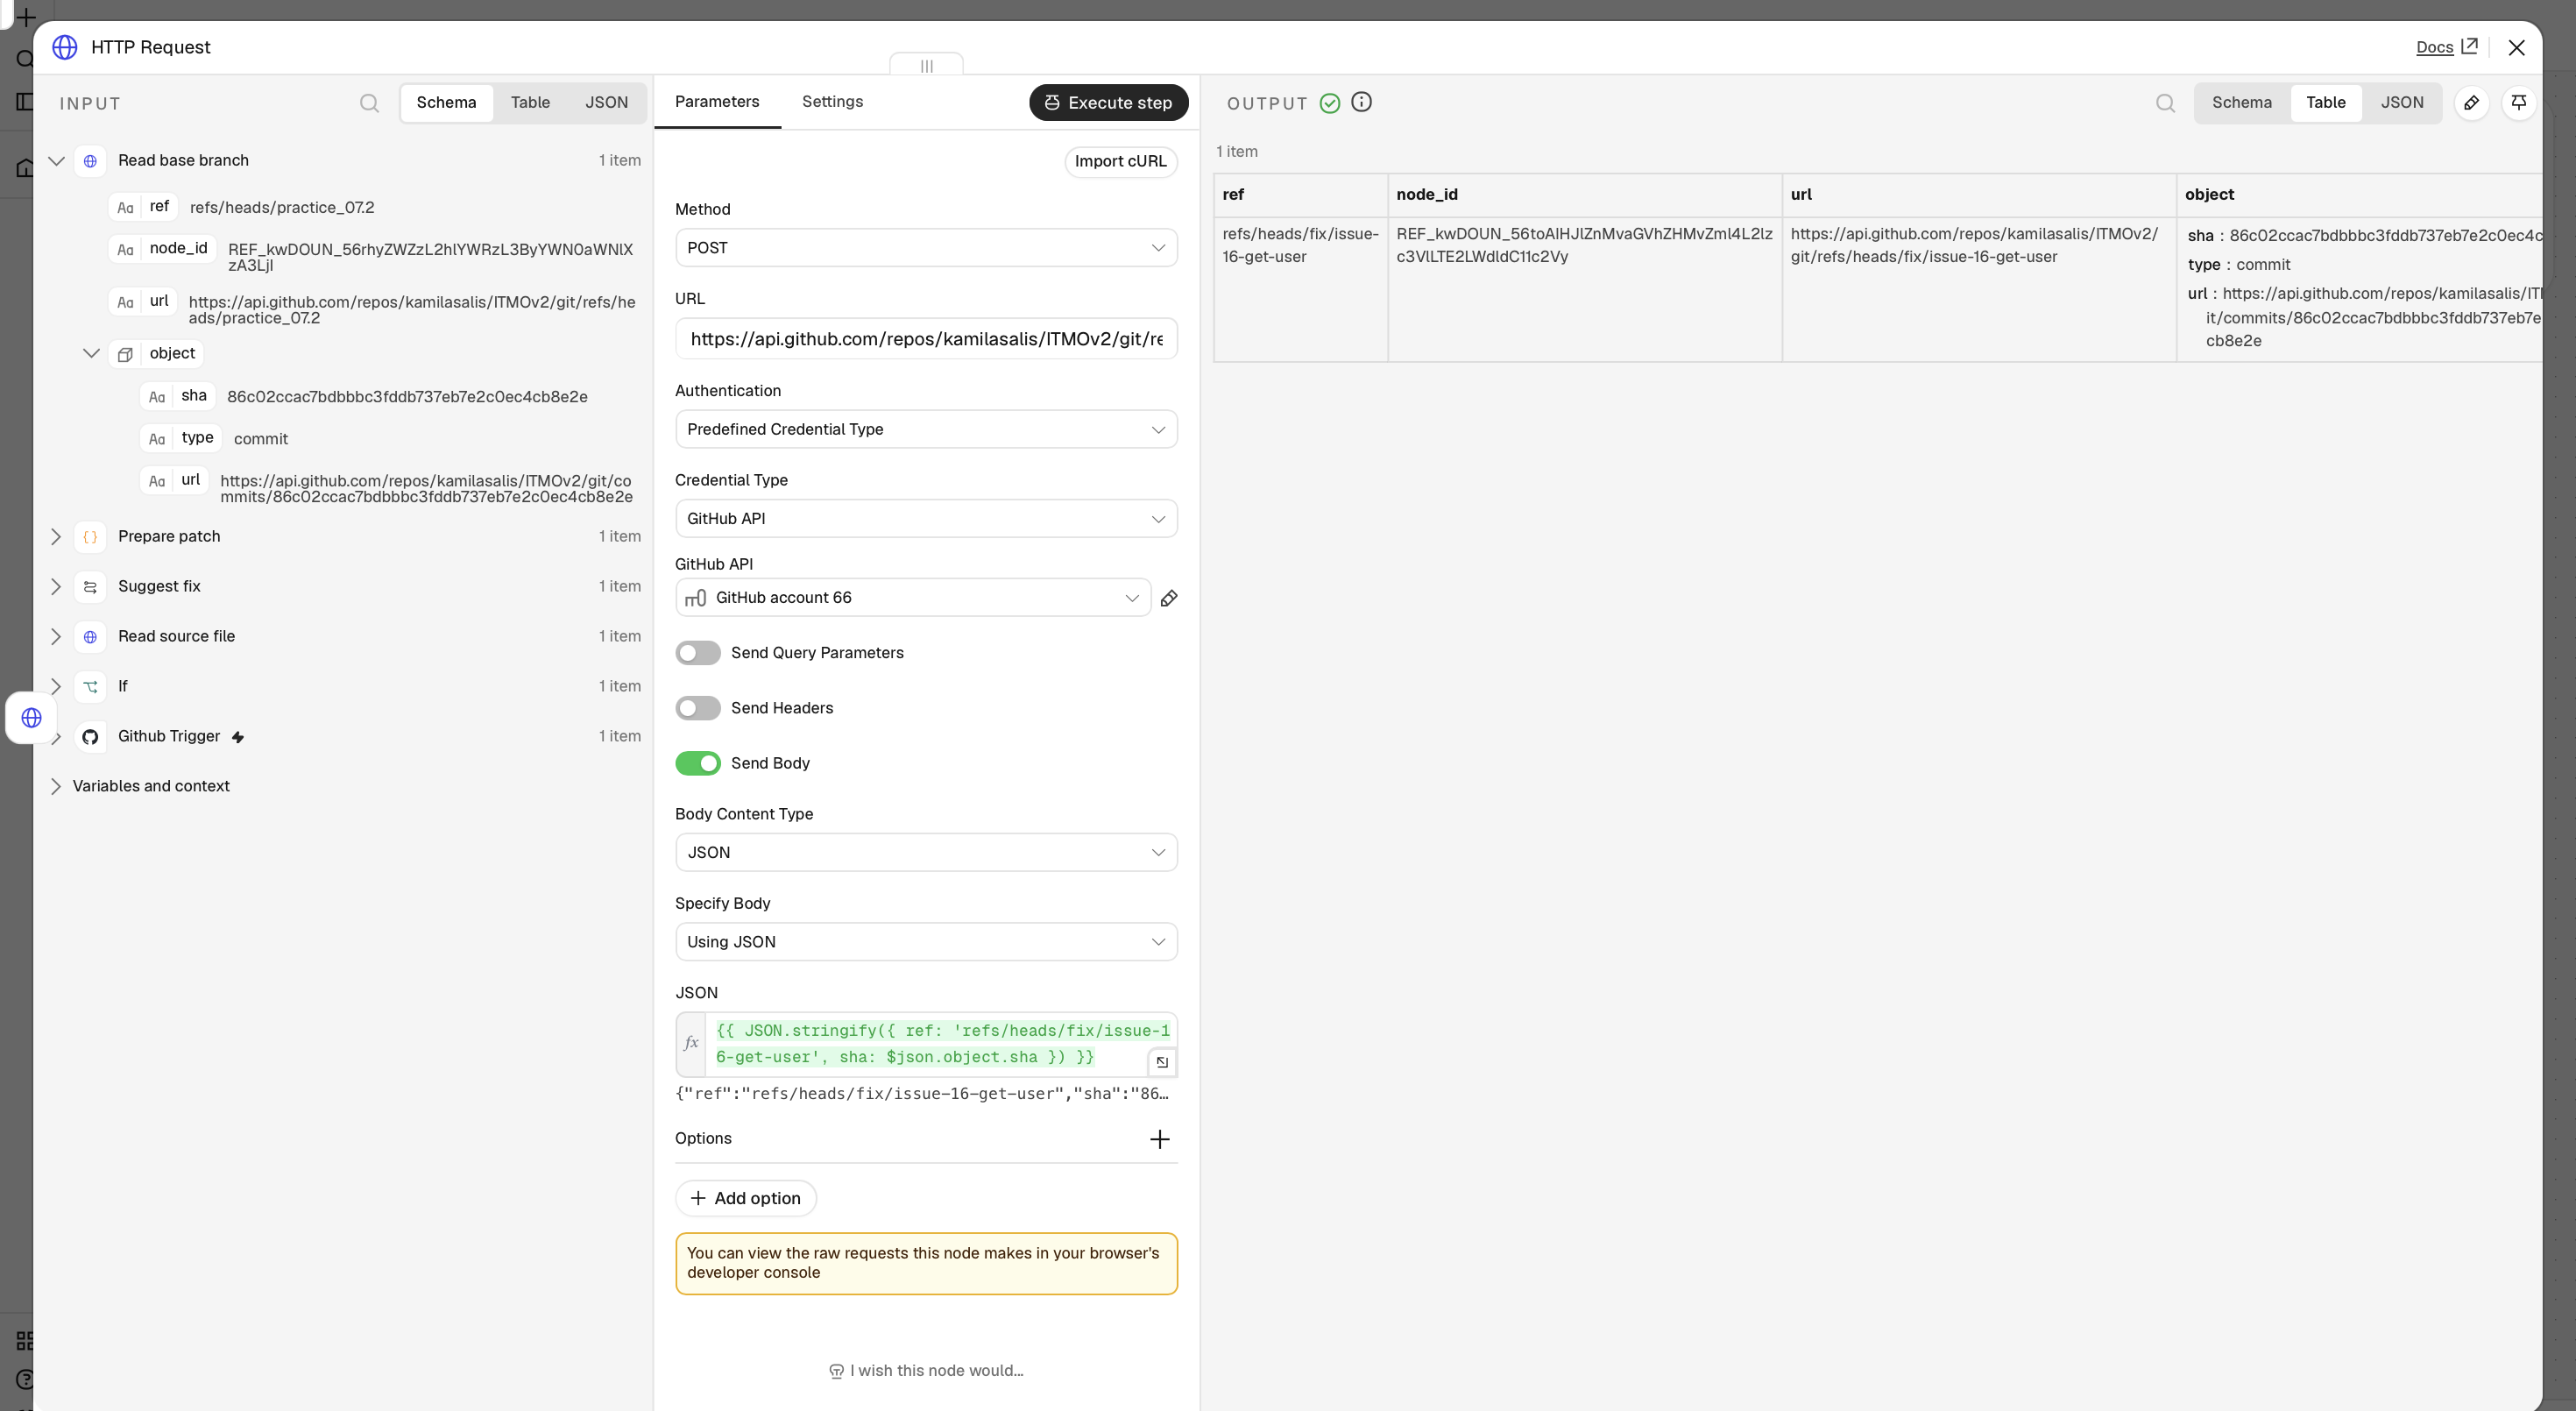 HTTP Request
Docs
INPUT
Schema
Table
JSON
Read base branch
1 item
Aa ref refs/heads/practice_07.2
Aa node_id REF_kwDOUN_56rhyZWZzL2hlYWRzL3ByYWN0aWNlX
zA3LjI
Aa url https://api.github.com/repos/kamilasalis/ITMOv2/git/refs/he
ads/practice_07.2
object
Aa sha 86c02ccac7bdbbbc3fddb737eb7e2c0ec4cb8e2e
Aa type commit
Aa url https://api.github.com/repos/kamilasalis/ITMOv2/git/co
mmits/86c02ccac7bdbbbc3fddb737eb7e2c0ec4cb8e2e
Prepare patch
1 item
Suggest fix
1 item
Read source file
1 item
If
1 item
Github Trigger
1 item
Variables and context
Parameters
Settings
Execute step
Import cURL
Method
POST
URL
https://api.github.com/repos/kamilasalis/ITMOv2/git/re
Authentication
Predefined Credential Type
Credential Type
GitHub API
GitHub API
GitHub account 66
Send Query Parameters
Send Headers
Send Body
Body Content Type
JSON
Specify Body
Using JSON
JSON
fx
{{ JSON.stringify({ ref: 'refs/heads/fix/issue-1
6-get-user', sha: $json.object.sha }) }}
{"ref":"refs/heads/fix/issue-16-get-user","sha":"86…
Options
Add option
You can view the raw requests this node makes in your browser's
developer console
I wish this node would...
OUTPUT
Schema
Table
JSON
1 item
ref
node_id
url
object
refs/heads/fix/issue-
16-get-user
REF_kwDOUN_56toAIHJlZnMvaGVhZHMvZml4L2lz
c3VlLTE2LWdldC11c2Vy
https://api.github.com/repos/kamilasalis/ITMOv2/
git/refs/heads/fix/issue-16-get-user
sha : 86c02ccac7bdbbbc3fddb737eb7e2c0ec4c
type : commit
url : https://api.github.com/repos/kamilasalis/IT
it/commits/86c02ccac7bdbbbc3fddb737eb7e
cb8e2e